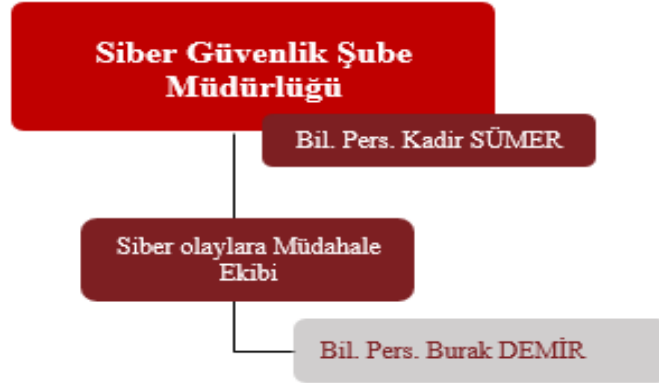 Siber Güvenlik Şube
Müdürlüğü
Bil. Pers. Kadir SÜMER
Siber olaylara Müdahale
Ekibi
Bil. Pers. Burak DEMİR